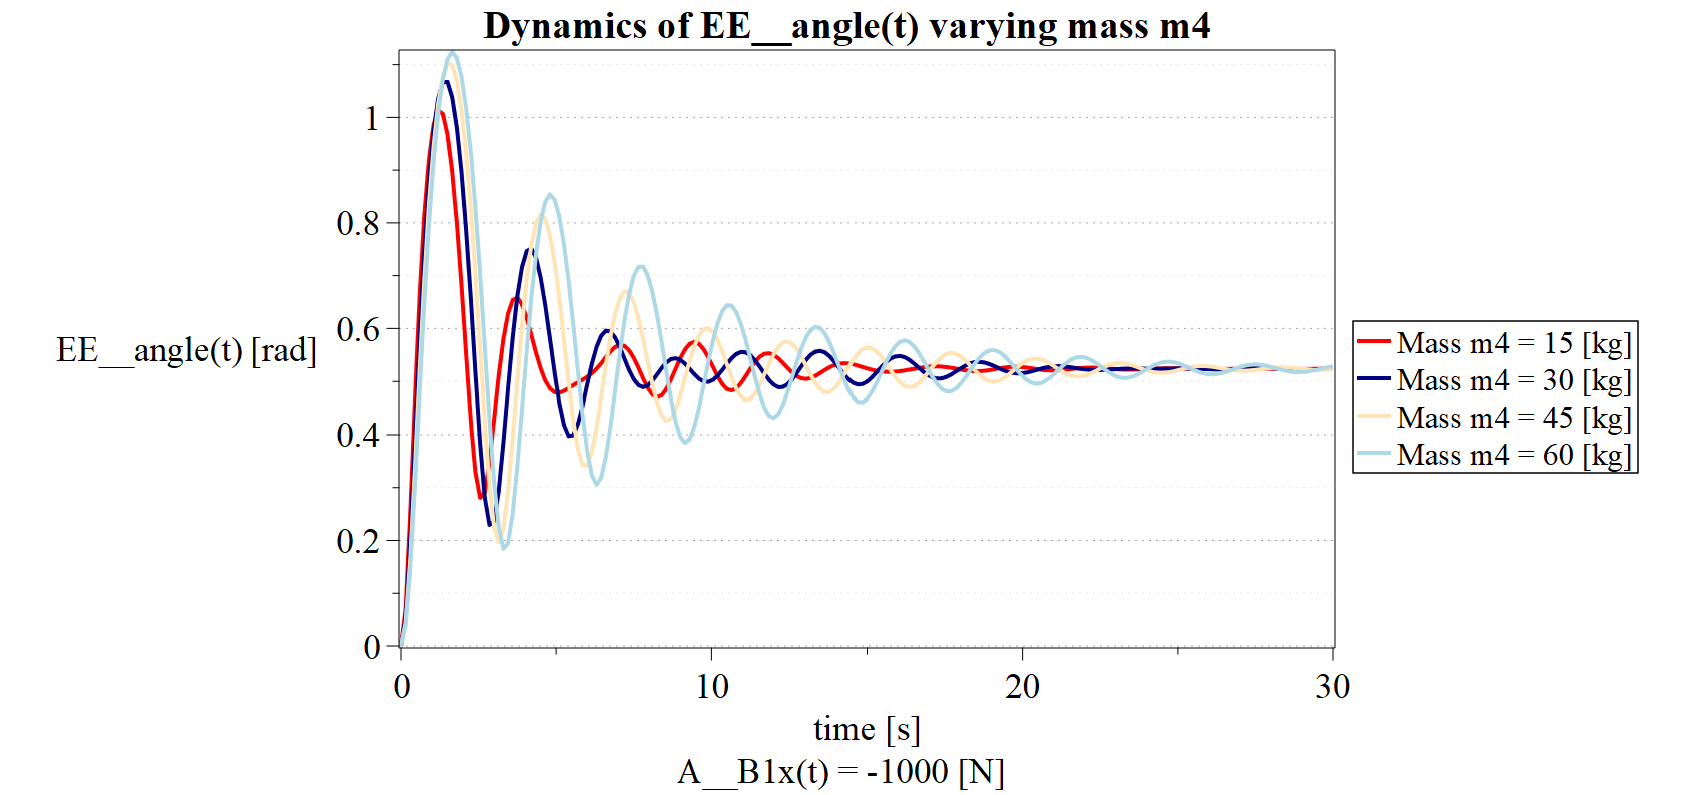 Dynamics of EE__angle(t) varying mass m4
1
0.8
0.6
0.4
0.2
0
EE__angle(t) [rad]
0 10 20 30
time [s]
A__B1x(t) = -1000 [N]
Mass m4 = 15 [kg]
Mass m4 = 30 [kg]
Mass m4 = 45 [kg]
Mass m4 = 60 [kg]